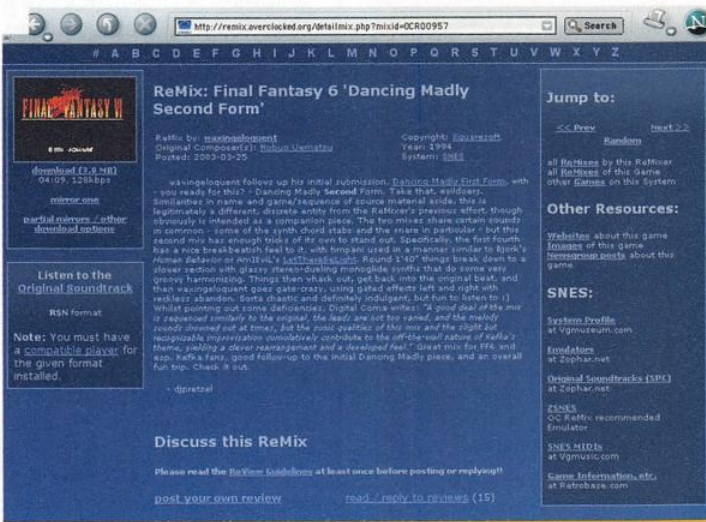 http://remix.overclocked.org/detailmix.php?mixid=OCR00957
Search
N
# A B C D E F G H I J K L M N O P Q R S T U V W X Y Z
FINAL FANTASY VI
download (3.8 MB)
04:09, 128kbps
mirror one
partial mirrors / other
download options
Listen to the
Original Soundtrack
RSN format
Note: You must have
a compatible player for
the given format
installed.
ReMix: Final Fantasy 6 'Dancing Madly
Second Form'
ReMix by: waxingeloquent
Original Composer(s): Nobuo Uematsu
Posted: 2003-03-25
Copyright: Squaresoft
Year: 1994
System: SNES
waxingeloquent follows up his initial submission, Dancing Madly First Form, with
- you ready for this? - Dancing Madly Second Form. Take that, evildoers.
Similarities in name and game/sequence of source material aside, this is
legitimately a different, discrete entity from the ReMixer's previous effort, though
obviously is intended as a companion piece. The two mixes share certain sounds
in common - some of the synth chord stabs and the snare in particular - but this
second mix has enough tricks of its own to stand out. Specifically, the first fourth
has a nice breakbeatish feel to it, with timpani used in a manner similar to Bjork's
Human Behavior or AmIEviL's LetThereBeLight. Round 1'40" things break down to a
slower section with glassy stereo-dueling monoglide synths that do some very
groovy harmonizing. Things then whack out, get back into the original beat, and
then waxingeloquent goes gate-crazy, using gated effects left and right with
reckless abandon. Sorta chaotic and definitely indulgent, but fun to listen to :)
Whilst pointing out some deficiencies, Digital Coma writes: "A good deal of the mix
is sequenced similarly to the original, the leads are not too varied, and the melody
sounds drowned out at times, but the sonic qualities of this mix and the slight but
recognizable improvisation cumulatively contribute to the off-the-wall nature of Kefka's
theme, yielding a clever rearrangement and a developed feel." Great mix for FF6 and
esp. Kefka fans, good follow-up to the initial Dancing Madly piece, and an overall
fun trip. Check it out.
- djpretzel
Discuss this ReMix
Please read the ReView Guidelines at least once before posting or replying!!
post your own review
read / reply to reviews (15)
Jump to:
<< Prev
Next >>
Random
all ReMixes by this ReMixer
all ReMixes of this Game
other Games on this System
Other Resources:
Websites about this game
Images of this game
Newsgroup posts about this
game
SNES:
System Profile
at Vgmuseum.com
Emulators
at Zophar.net
Original Soundtracks (SPC)
at Zophar.net
ZSNES
OC ReMix recommended
Emulator
SNES MIDIs
at Vgmusic.com
Game Information, etc.
at Retrobase.com